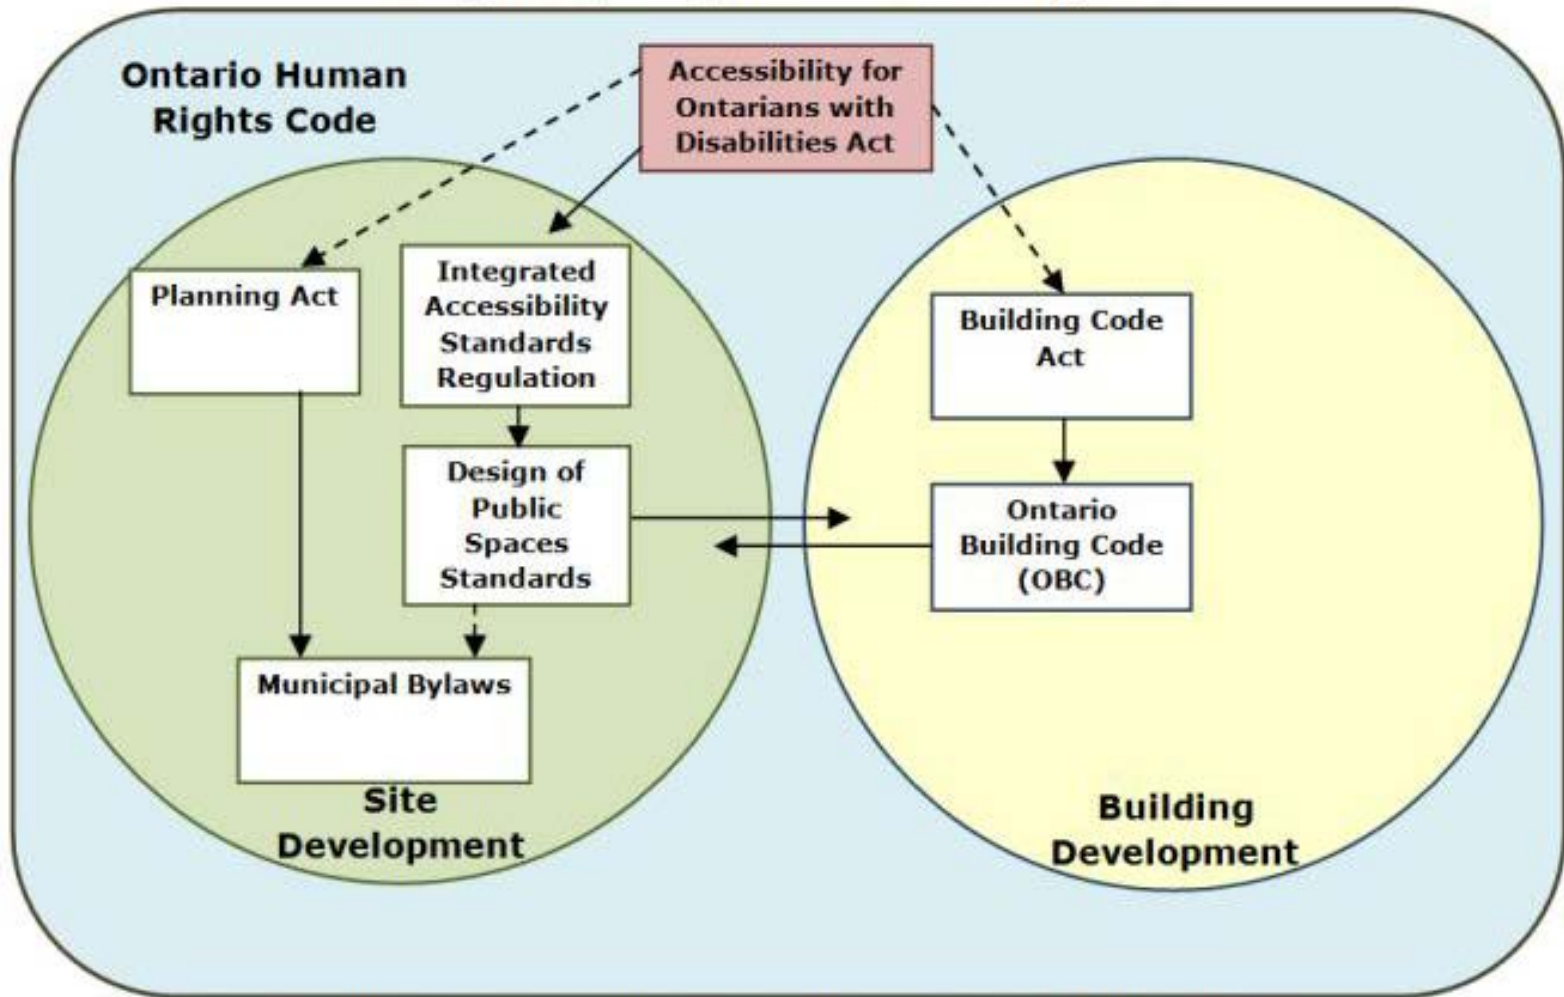 Ontario Human
Rights Code
Accessibility for
Ontarians with
Disabilities Act
Planning Act
Integrated
Accessibility
Standards
Regulation
Building Code
Act
Design of
Public
Spaces
Standards
Ontario
Building Code
(OBC)
Municipal Bylaws
Site
Development
Building
Development